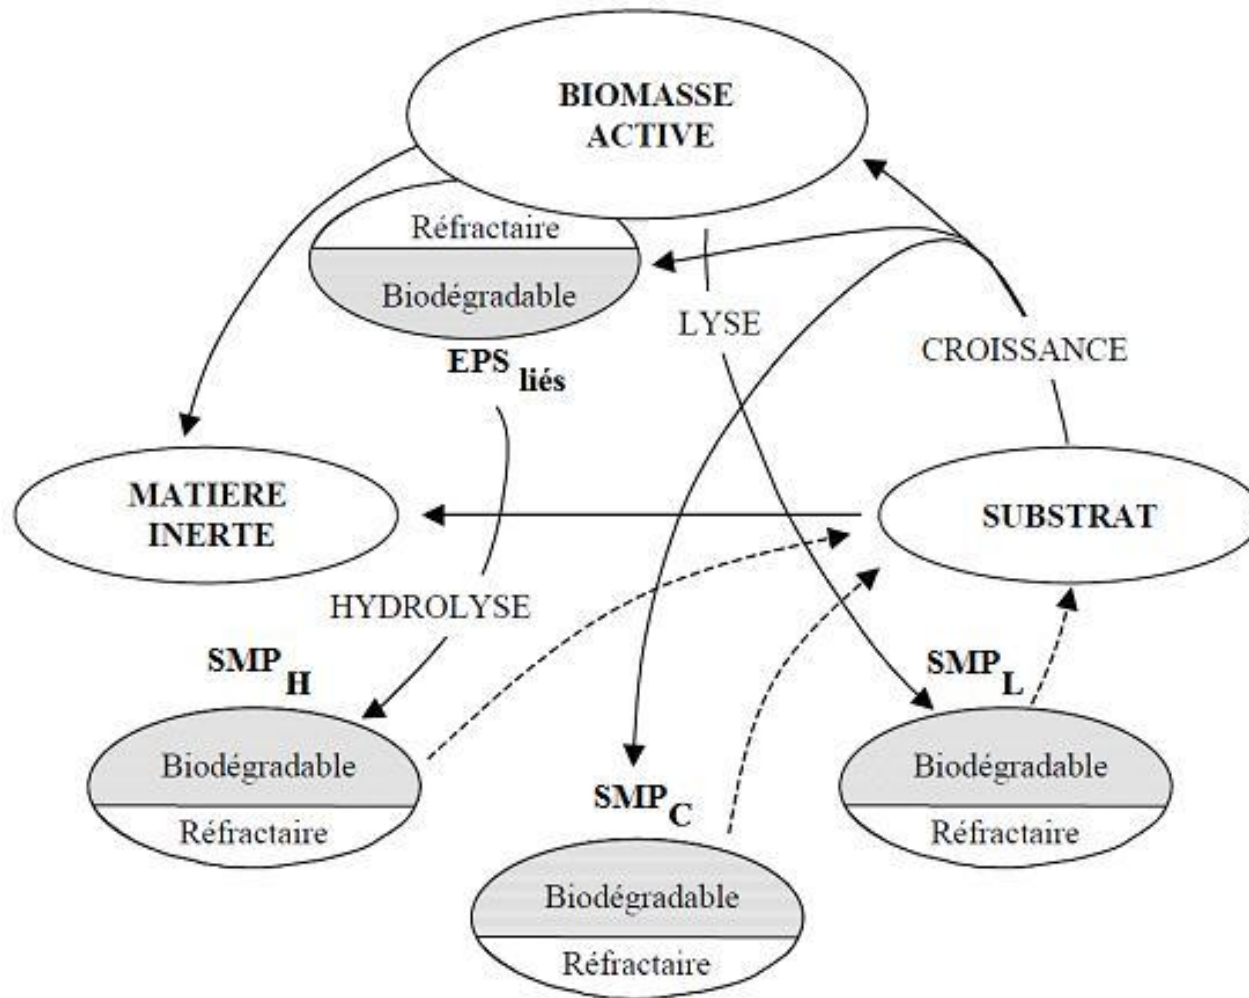 BIOMASSE
ACTIVE
Réfractaire
Biodégradable
EPS liés
LYSE
CROISSANCE
MATIERE
INERTE
SUBSTRAT
HYDROLYSE
SMP H
Biodégradable
Réfractaire
SMP C
Biodégradable
Réfractaire
SMP L
Biodégradable
Réfractaire